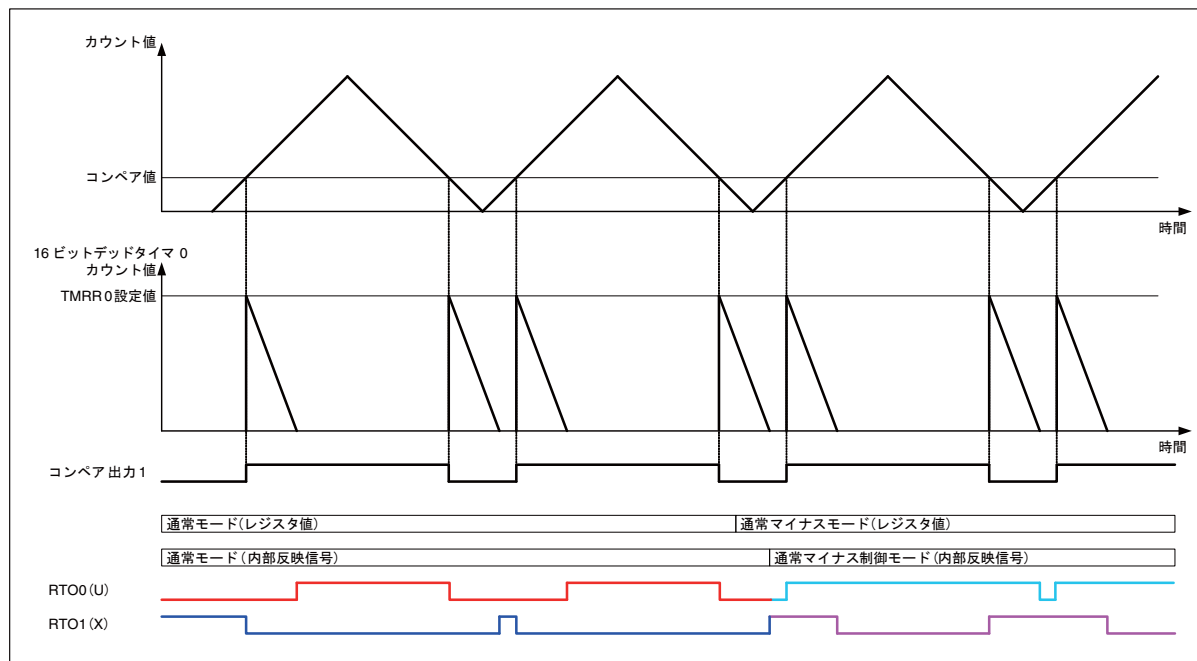 カウント値
コンペア値
時間
16 ビットデッドタイマ 0
カウント値
TMRR0設定値
時間
コンペア出力1
通常モード(レジスタ値)
通常マイナスモード(レジスタ値)
通常モード(内部反映信号)
通常マイナス制御モード(内部反映信号)
RTO0(U)
RTO1(X)